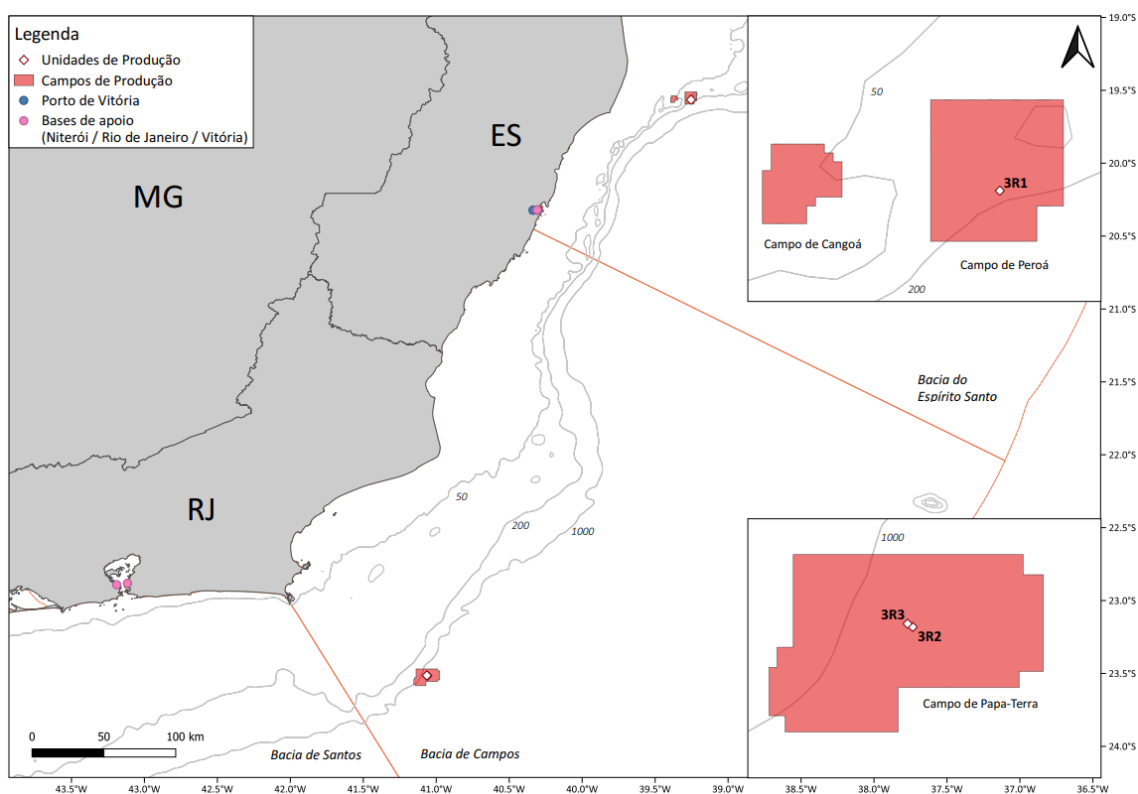 Legenda
Unidades de Produção
Campos de Produção
Porto de Vitória
Bases de apoio
(Niterói / Rio de Janeiro / Vitória)
MG
ES
RJ
50
200
1000
Bacia do
Espírito Santo
Bacia de Santos
Bacia de Campos
0 50 100 km
50
3R1
Campo de Cangoá
Campo de Peroá
200
1000
3R3
3R2
Campo de Papa-Terra
19.0°S
19.5°S
20.0°S
20.5°S
21.0°S
21.5°S
22.0°S
22.5°S
23.0°S
23.5°S
24.0°S
43.5°W 43.0°W 42.5°W 42.0°W 41.5°W 41.0°W 40.5°W 40.0°W 39.5°W 39.0°W 38.5°W 38.0°W 37.5°W 37.0°W 36.5°W